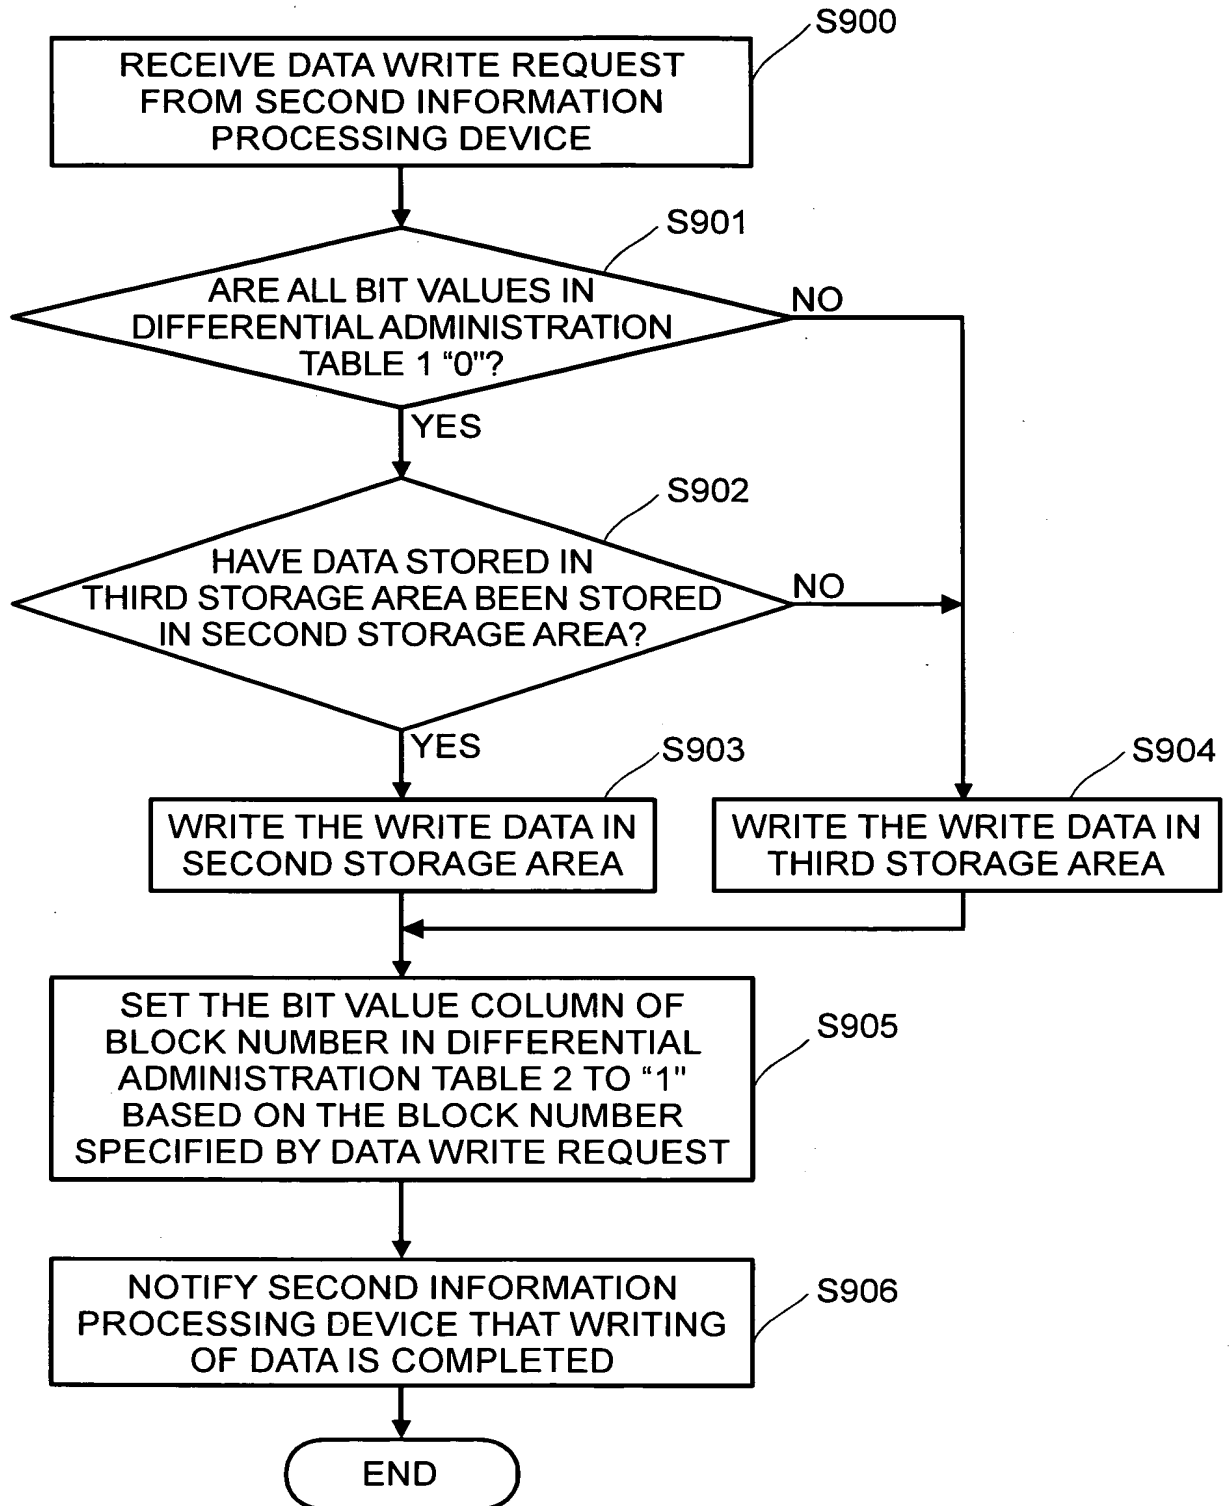 S900
RECEIVE DATA WRITE REQUEST
FROM SECOND INFORMATION
PROCESSING DEVICE
S901
ARE ALL BIT VALUES IN
DIFFERENTIAL ADMINISTRATION
TABLE 1 “0”?
NO
YES
S902
HAVE DATA STORED IN
THIRD STORAGE AREA BEEN STORED
IN SECOND STORAGE AREA?
NO
YES
S903
WRITE THE WRITE DATA IN
SECOND STORAGE AREA
S904
WRITE THE WRITE DATA IN
THIRD STORAGE AREA
SET THE BIT VALUE COLUMN OF
BLOCK NUMBER IN DIFFERENTIAL
ADMINISTRATION TABLE 2 TO “1”
BASED ON THE BLOCK NUMBER
SPECIFIED BY DATA WRITE REQUEST
S905
NOTIFY SECOND INFORMATION
PROCESSING DEVICE THAT WRITING
OF DATA IS COMPLETED
S906
END